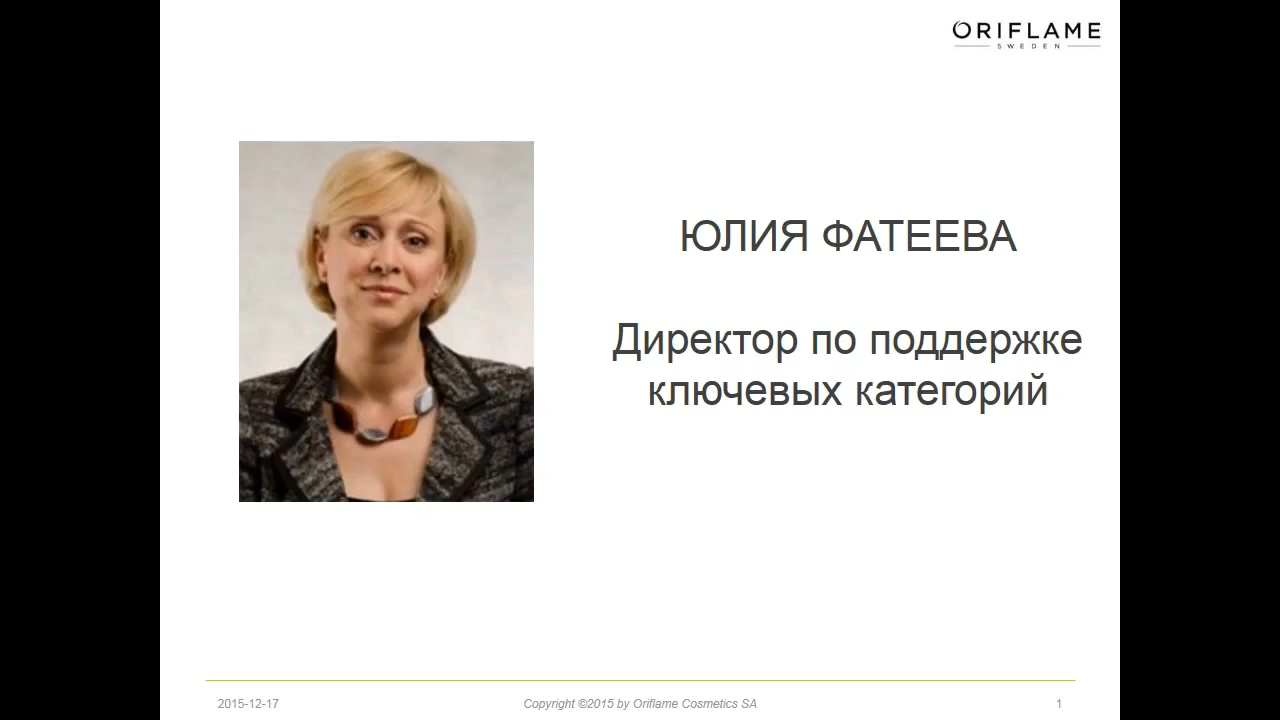 ORIFLAME
SWEDEN
ЮЛИЯ ФАТЕЕВА
Директор по поддержке
ключевых категорий
2015-12-17
Copyright ©2015 by Oriflame Cosmetics SA
1